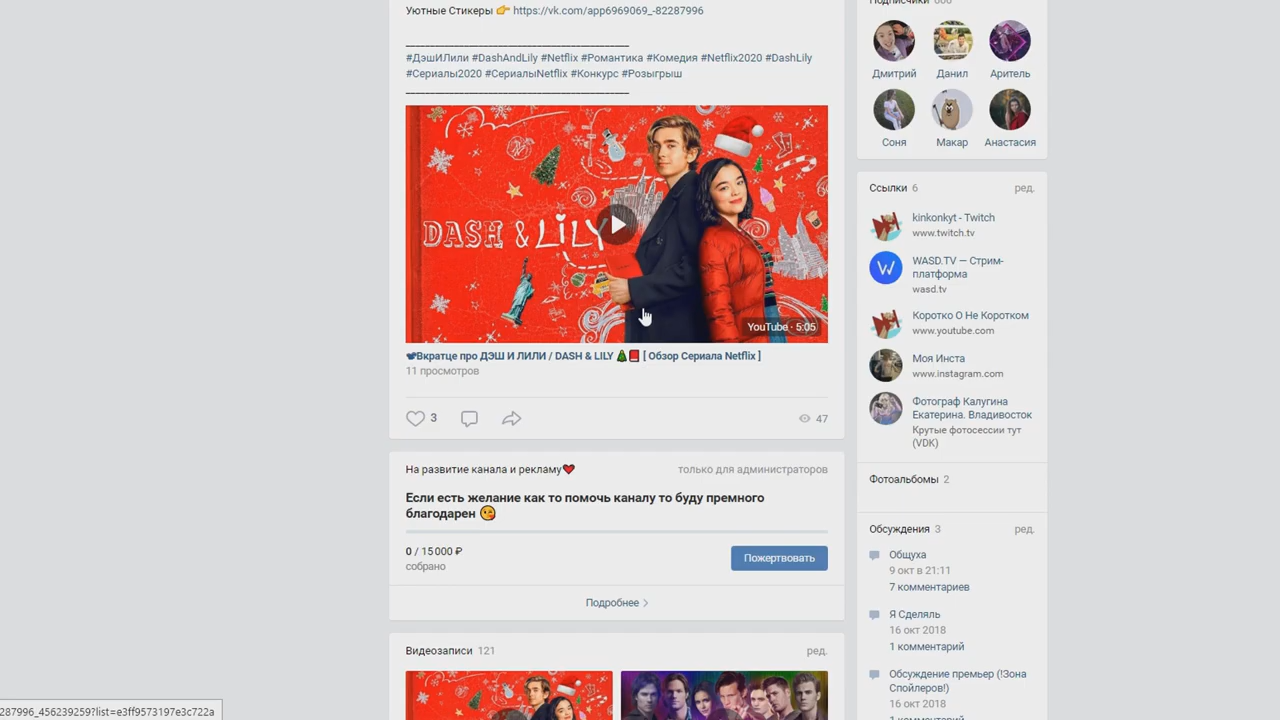 Уютные Стикеры 👉 https://vk.com/app6969069_-82287996
#ДэшИЛили #DashAndLily #Netflix #Романтика #Комедия #Netflix2020 #DashLily
#Сериалы2020 #СериалыNetflix #Конкурс #Розыгрыш
DASH & LiLY
YouTube · 5:05
Вкратце про ДЭШ И ЛИЛИ / DASH & LILY 🎄📕 [ Обзор Сериала Netflix ]
11 просмотров
3
47
На развитие канала и рекламу❤
только для администраторов
Если есть желание как то помочь каналу то буду премного
благодарен 😘
0 / 15 000 ₽
собрано
Пожертвовать
Подробнее
Видеозаписи 121
ред.
Подписчики
Дмитрий
Данил
Аритель
Соня
Макар
Анастасия
Ссылки 6
ред.
kinkonkyt - Twitch
www.twitch.tv
WASD.TV — Стрим-
платформа
wasd.tv
Коротко О Не Коротком
www.youtube.com
Моя Инста
www.instagram.com
Фотограф Калугина
Екатерина. Владивосток
Крутые фотосессии тут
(VDK)
Фотоальбомы 2
Обсуждения 3
ред.
Общуха
9 окт в 21:11
7 комментариев
Я Сделяль
16 окт 2018
1 комментарий
Обсуждение премьер (!Зона
Спойлеров!)
16 окт 2018
1 комментарий
287996_456239259?list=e3ff9573197e3c722a